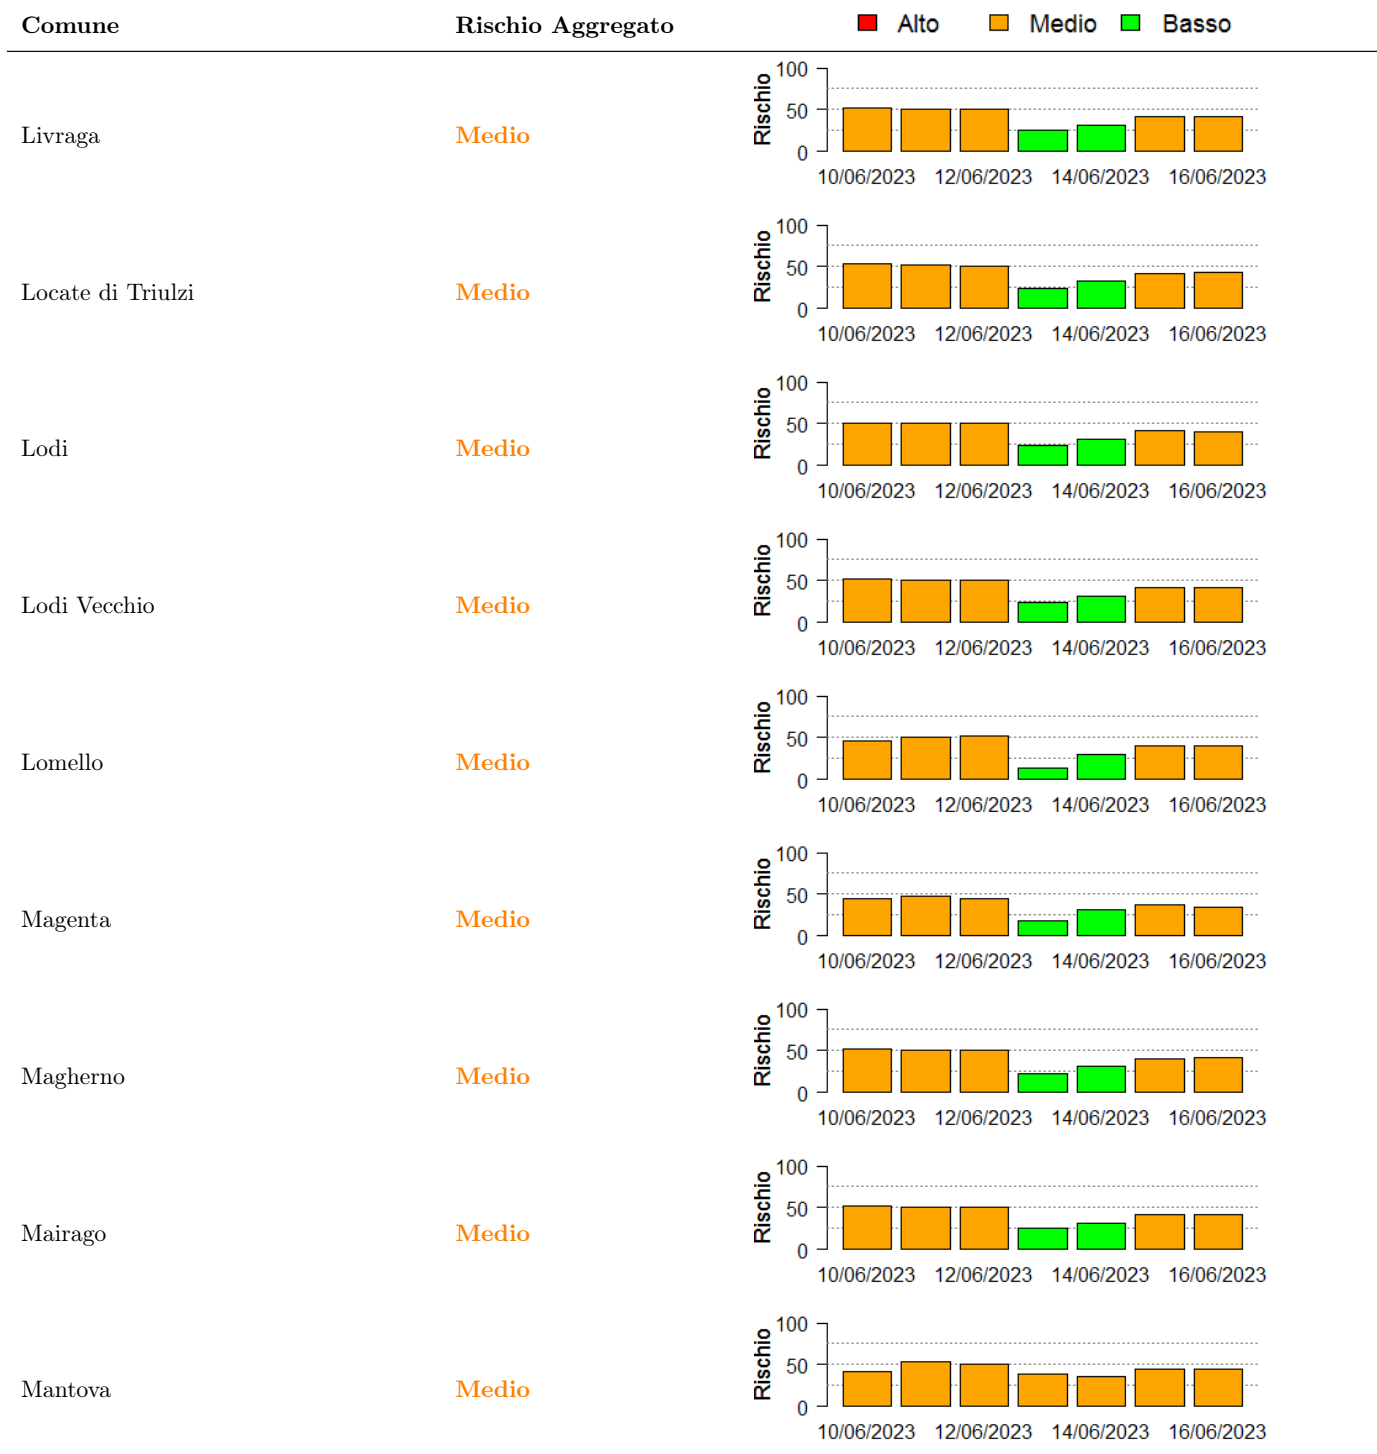 Comune Rischio Aggregato Alto Medio Basso
100
50
0
Rischio
Livraga Medio
10/06/2023 12/06/2023 14/06/2023 16/06/2023
100
50
0
Rischio
Locate di Triulzi Medio
10/06/2023 12/06/2023 14/06/2023 16/06/2023
100
50
0
Rischio
Lodi Medio
10/06/2023 12/06/2023 14/06/2023 16/06/2023
100
50
0
Rischio
Lodi Vecchio Medio
10/06/2023 12/06/2023 14/06/2023 16/06/2023
100
50
0
Rischio
Lomello Medio
10/06/2023 12/06/2023 14/06/2023 16/06/2023
100
50
0
Rischio
Magenta Medio
10/06/2023 12/06/2023 14/06/2023 16/06/2023
100
50
0
Rischio
Magherno Medio
10/06/2023 12/06/2023 14/06/2023 16/06/2023
100
50
0
Rischio
Mairago Medio
10/06/2023 12/06/2023 14/06/2023 16/06/2023
100
50
0
Rischio
Mantova Medio
10/06/2023 12/06/2023 14/06/2023 16/06/2023